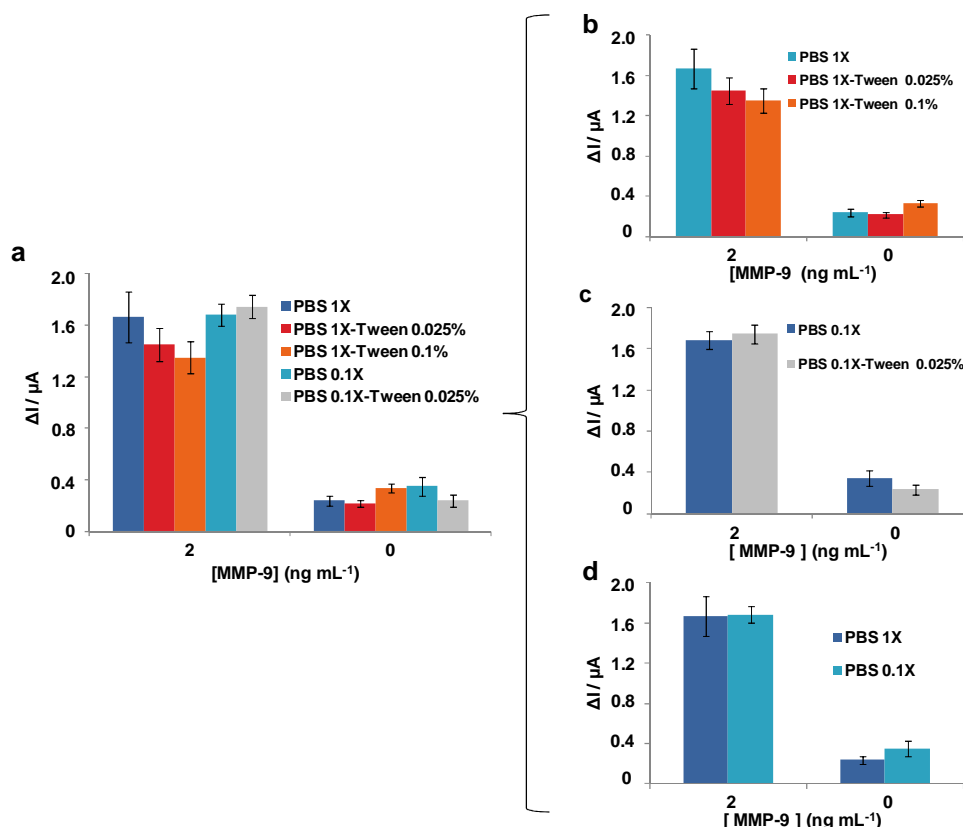 a
2.0
1.6
1.2
0.8
0.4
0
ΔI / µA
PBS 1X
PBS 1X-Tween 0.025%
PBS 1X-Tween 0.1%
PBS 0.1X
PBS 0.1X-Tween 0.025%
2 0
[MMP-9] (ng mL-1)
b
2.0
1.6
1.2
0.8
0.4
0
ΔI / µA
PBS 1X
PBS 1X-Tween 0.025%
PBS 1X-Tween 0.1%
2 0
[MMP-9 (ng mL-1)
c
2.0
1.6
1.2
0.8
0.4
0
ΔI / µA
PBS 0.1X
PBS 0.1X-Tween 0.025%
2 0
[ MMP-9 ] (ng mL-1)
d
2.0
1.6
1.2
0.8
0.4
0
ΔI / µA
PBS 1X
PBS 0.1X
2 0
[ MMP-9 ] (ng mL-1)